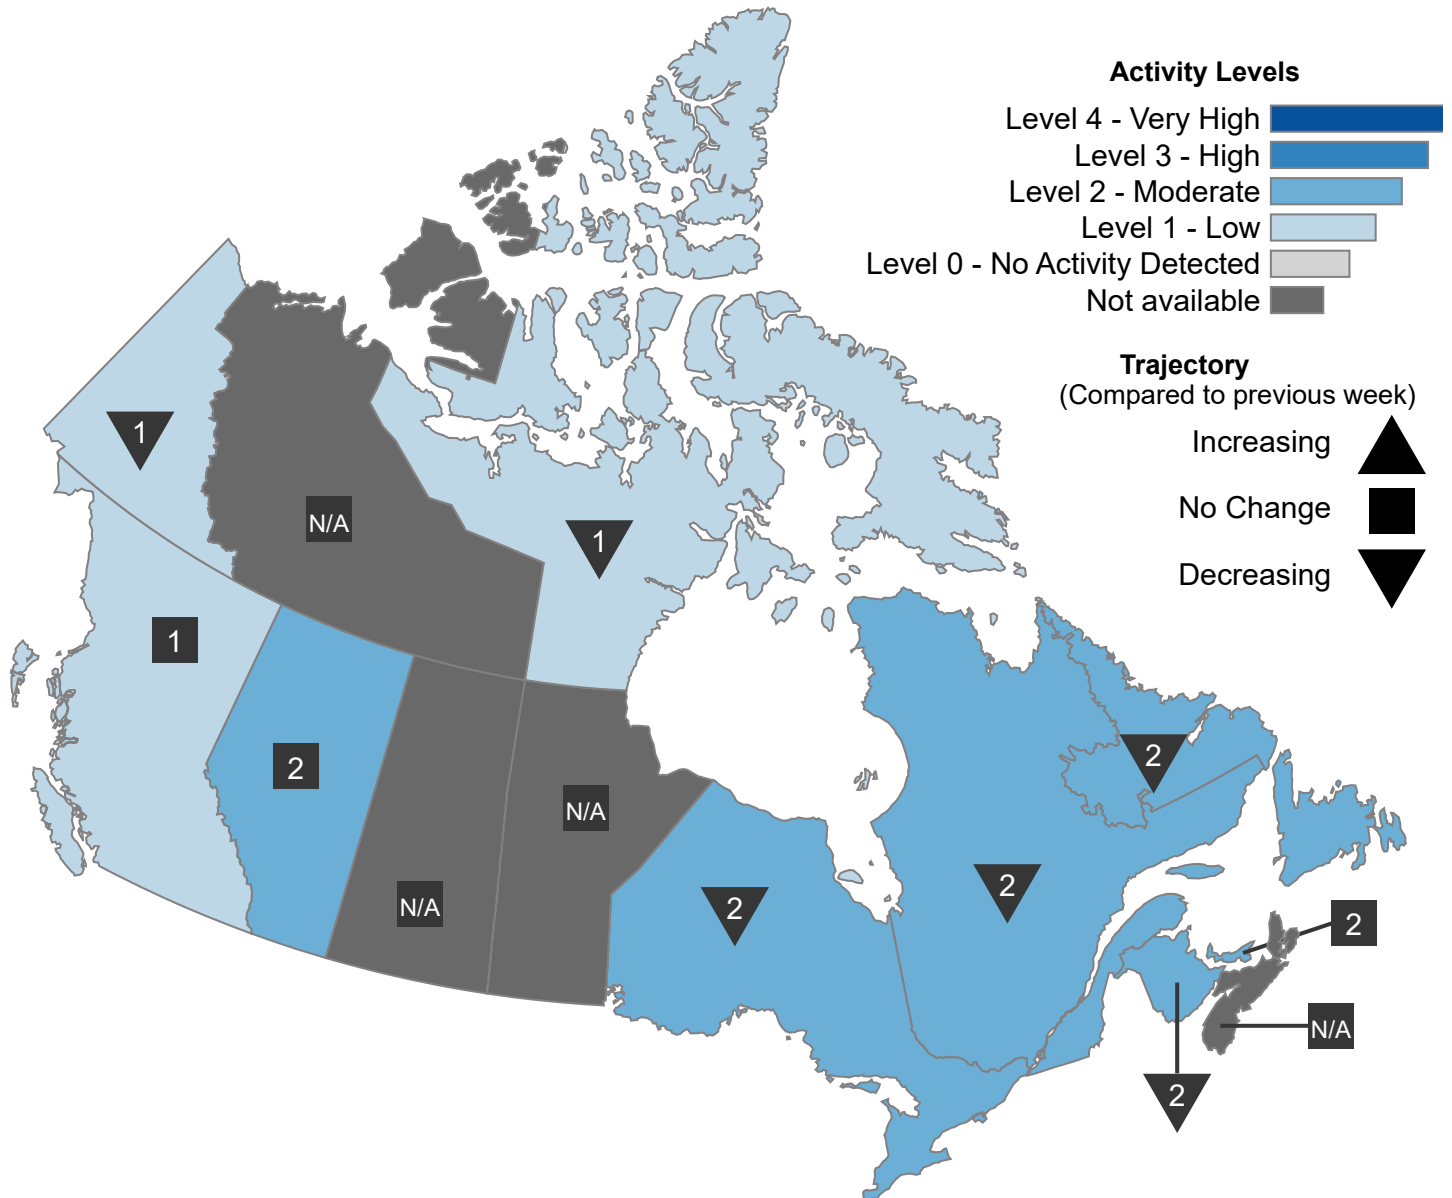 Activity Levels
Level 4 - Very High
Level 3 - High
Level 2 - Moderate
Level 1 - Low
Level 0 - No Activity Detected
Not available
Trajectory
(Compared to previous week)
Increasing
No Change
Decreasing
1
N/A
1
1
2
N/A
N/A
2
2
2
2
N/A
2